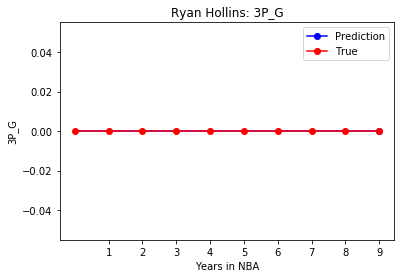 Ryan Hollins: 3P_G
Prediction
True
3P_G
0.04
0.02
0.00
−0.02
−0.04
1 2 3 4 5 6 7 8 9
Years in NBA